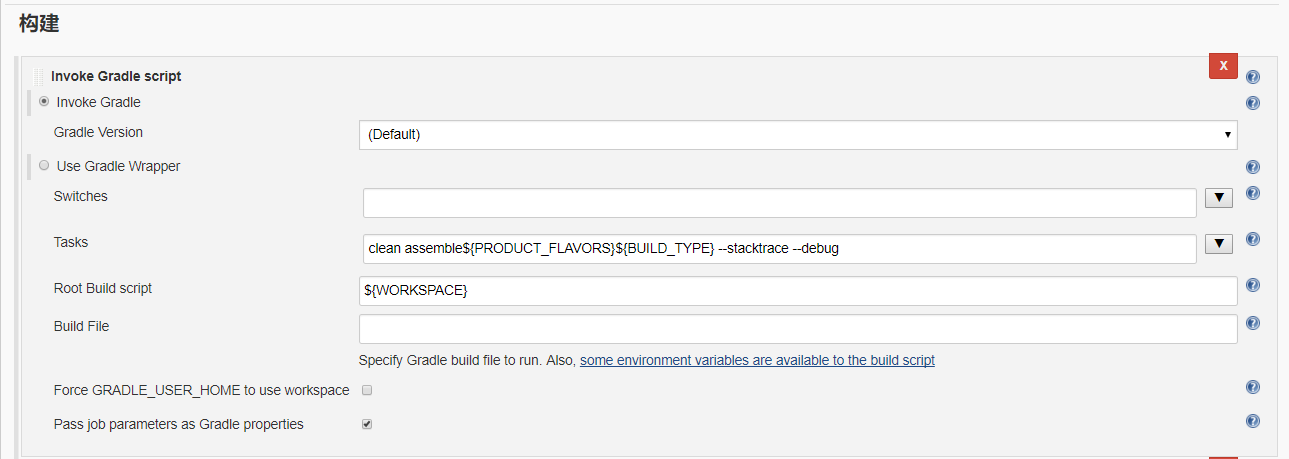 构建
Invoke Gradle script
X
Invoke Gradle
Gradle Version
(Default)
Use Gradle Wrapper
Switches
Tasks
clean assemble${PRODUCT_FLAVORS}${BUILD_TYPE} --stacktrace --debug
Root Build script
${WORKSPACE}
Build File
Specify Gradle build file to run. Also, some environment variables are available to the build script
Force GRADLE_USER_HOME to use workspace
Pass job parameters as Gradle properties